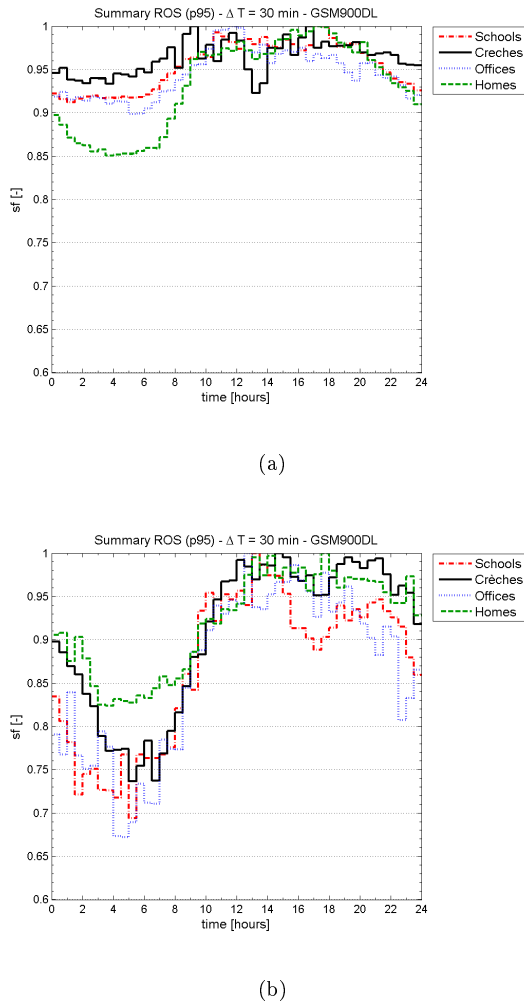 Summary ROS (p95) - Δ T = 30 min - GSM900DL
1
0.95
0.9
0.85
0.8
0.75
0.7
0.65
0.6
sf [-]
0 2 4 6 8 10 12 14 16 18 20 22 24
time [hours]
Schools
Creches
Offices
Homes
(a)
Summary ROS (p95) - Δ T = 30 min - GSM900DL
1
0.95
0.9
0.85
0.8
0.75
0.7
0.65
0.6
sf [-]
0 2 4 6 8 10 12 14 16 18 20 22 24
time [hours]
Schools
Crèches
Offices
Homes
(b)